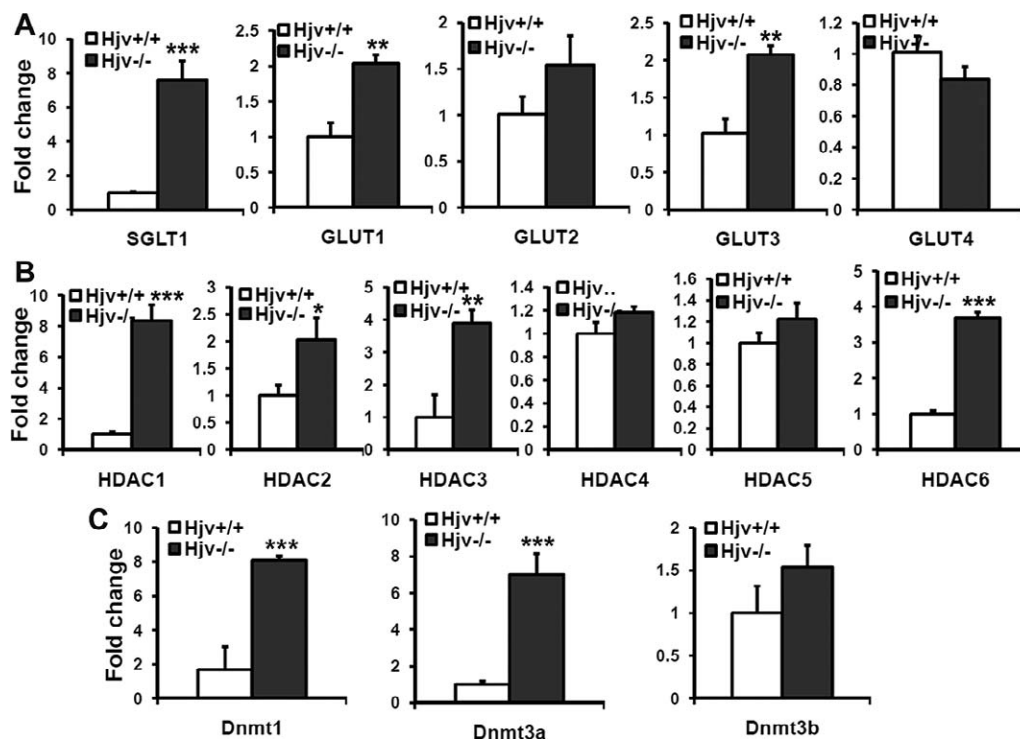 A
Hjv+/+
Hjv-/-
***
Fold change
10
8
6
4
2
0
SGLT1
Hjv+/+
Hjv-/-
**
2.5
2
1.5
1
0.5
0
GLUT1
Hjv+/+
Hjv-/-
2
1.5
1
0.5
0
GLUT2
Hjv+/+
Hjv-/-
**
2.5
2
1.5
1
0.5
0
GLUT3
Hjv+/+
Hjv-/-
1.2
1
0.8
0.6
0.4
0.2
0
GLUT4
B
Hjv+/+
Hjv-/-
***
Fold change
10
8
6
4
2
0
HDAC1
Hjv+/+
Hjv-/-
*
3
2.5
2
1.5
1
0.5
0
HDAC2
Hjv+/+
Hjv-/-
**
5
4
3
2
1
0
HDAC3
Hjv..
Hjv-/-
1.4
1.2
1
0.8
0.6
0.4
0.2
0
HDAC4
Hjv+/+
Hjv-/-
1.6
1.4
1.2
1
0.8
0.6
0.4
0.2
0
HDAC5
Hjv+/+
Hjv-/-
***
5
4
3
2
1
0
HDAC6
C
Hjv+/+
Hjv-/-
***
Fold change
10
8
6
4
2
0
Dnmt1
Hjv+/+
Hjv-/-
***
10
8
6
4
2
0
Dnmt3a
Hjv+/+
Hjv-/-
2
1.5
1
0.5
0
Dnmt3b